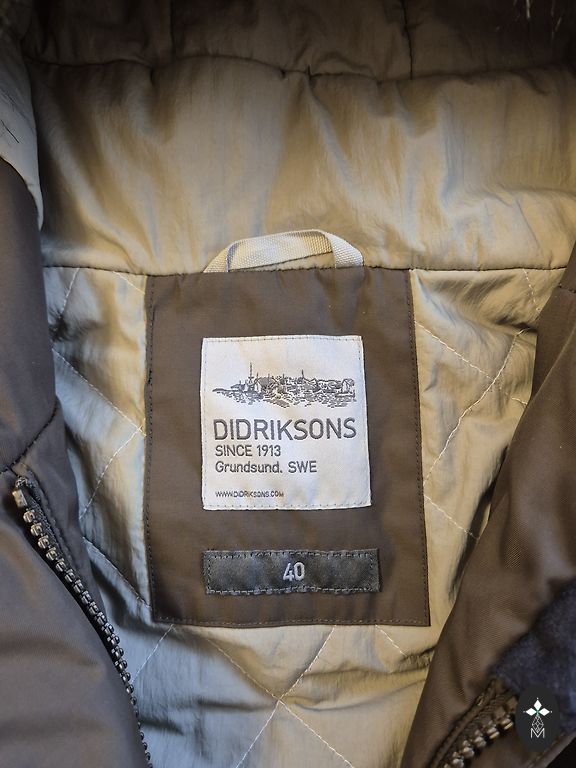 DIDRIKSONS
SINCE 1913
Grundsund. SWE
WWW.DIDRIKSONS.COM
40
M